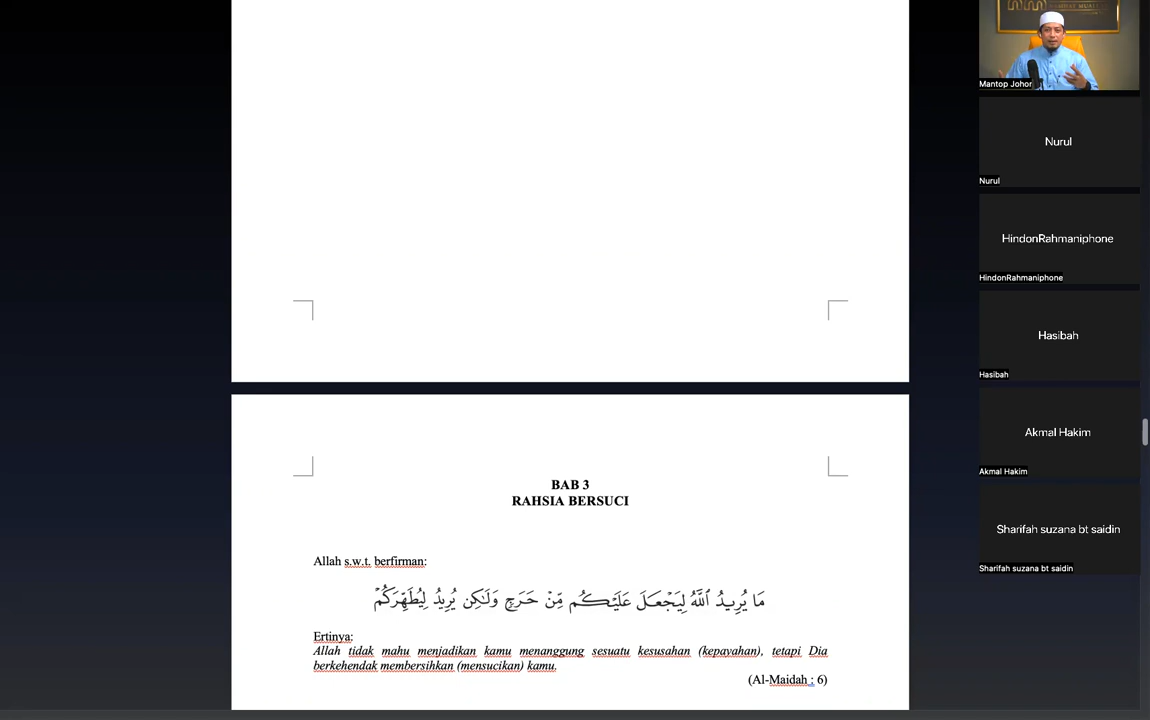 BAB 3
RAHSIA BERSUCI
Allah s.w.t. berfirman:
مَا يُرِيدُ ٱللَّهُ لِيَجْعَلَ عَلَيْكُم مِّنْ حَرَجٍ وَلَـٰكِن يُرِيدُ لِيُطَهِّرَكُمْ
Ertinya:
Allah tidak mahu menjadikan kamu menanggung sesuatu kesusahan (kepayahan), tetapi Dia
berkehendak membersihkan (mensucikan) kamu.
(Al-Maidah : 6)
Mantop Johor
Nurul
Nurul
HindonRahmaniphone
HindonRahmaniphone
Hasibah
Hasibah
Akmal Hakim
Akmal Hakim
Sharifah suzana bt saidin
Sharifah suzana bt saidin